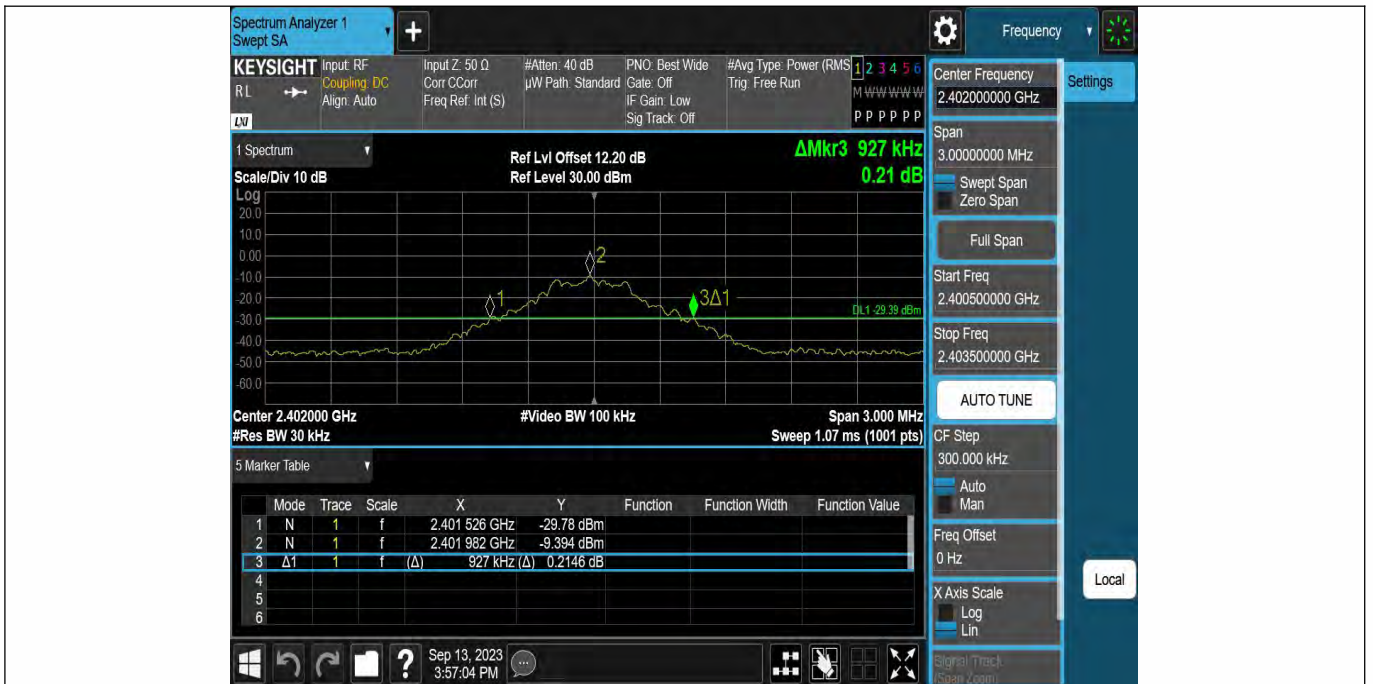 Spectrum Analyzer 1
Swept SA
+
Frequency
KEYSIGHT
RL
LXI
Input: RF
Coupling: DC
Align: Auto
Input Z: 50 Ω
Corr CCorr
Freq Ref: Int (S)
#Atten: 40 dB
µW Path: Standard
PNO: Best Wide
Gate: Off
IF Gain: Low
Sig Track: Off
#Avg Type: Power (RMS
Trig: Free Run
1 2 3 4 5 6
M W W W W W
P P P P P P
1 Spectrum
Scale/Div 10 dB
Ref Lvl Offset 12.20 dB
Ref Level 30.00 dBm
ΔMkr3 927 kHz
0.21 dB
Log
20.0
10.0
0.00
-10.0
-20.0
-30.0
-40.0
-50.0
-60.0
1
2
3Δ1
DL1 -29.39 dBm
Center 2.402000 GHz
#Video BW 100 kHz
Span 3.000 MHz
#Res BW 30 kHz
Sweep 1.07 ms (1001 pts)
5 Marker Table
Mode Trace Scale X Y Function Function Width Function Value
1 N 1 f 2.401 526 GHz -29.78 dBm
2 N 1 f 2.401 982 GHz -9.394 dBm
3 Δ1 1 f (Δ) 927 kHz (Δ) 0.2146 dB
4
5
6
?
Sep 13, 2023
3:57:04 PM
Center Frequency
2.402000000 GHz
Settings
Span
3.00000000 MHz
Swept Span
Zero Span
Full Span
Start Freq
2.400500000 GHz
Stop Freq
2.403500000 GHz
AUTO TUNE
CF Step
300.000 kHz
Auto
Man
Freq Offset
0 Hz
X Axis Scale
Log
Lin
Signal Track
(Span Zoom)
Local